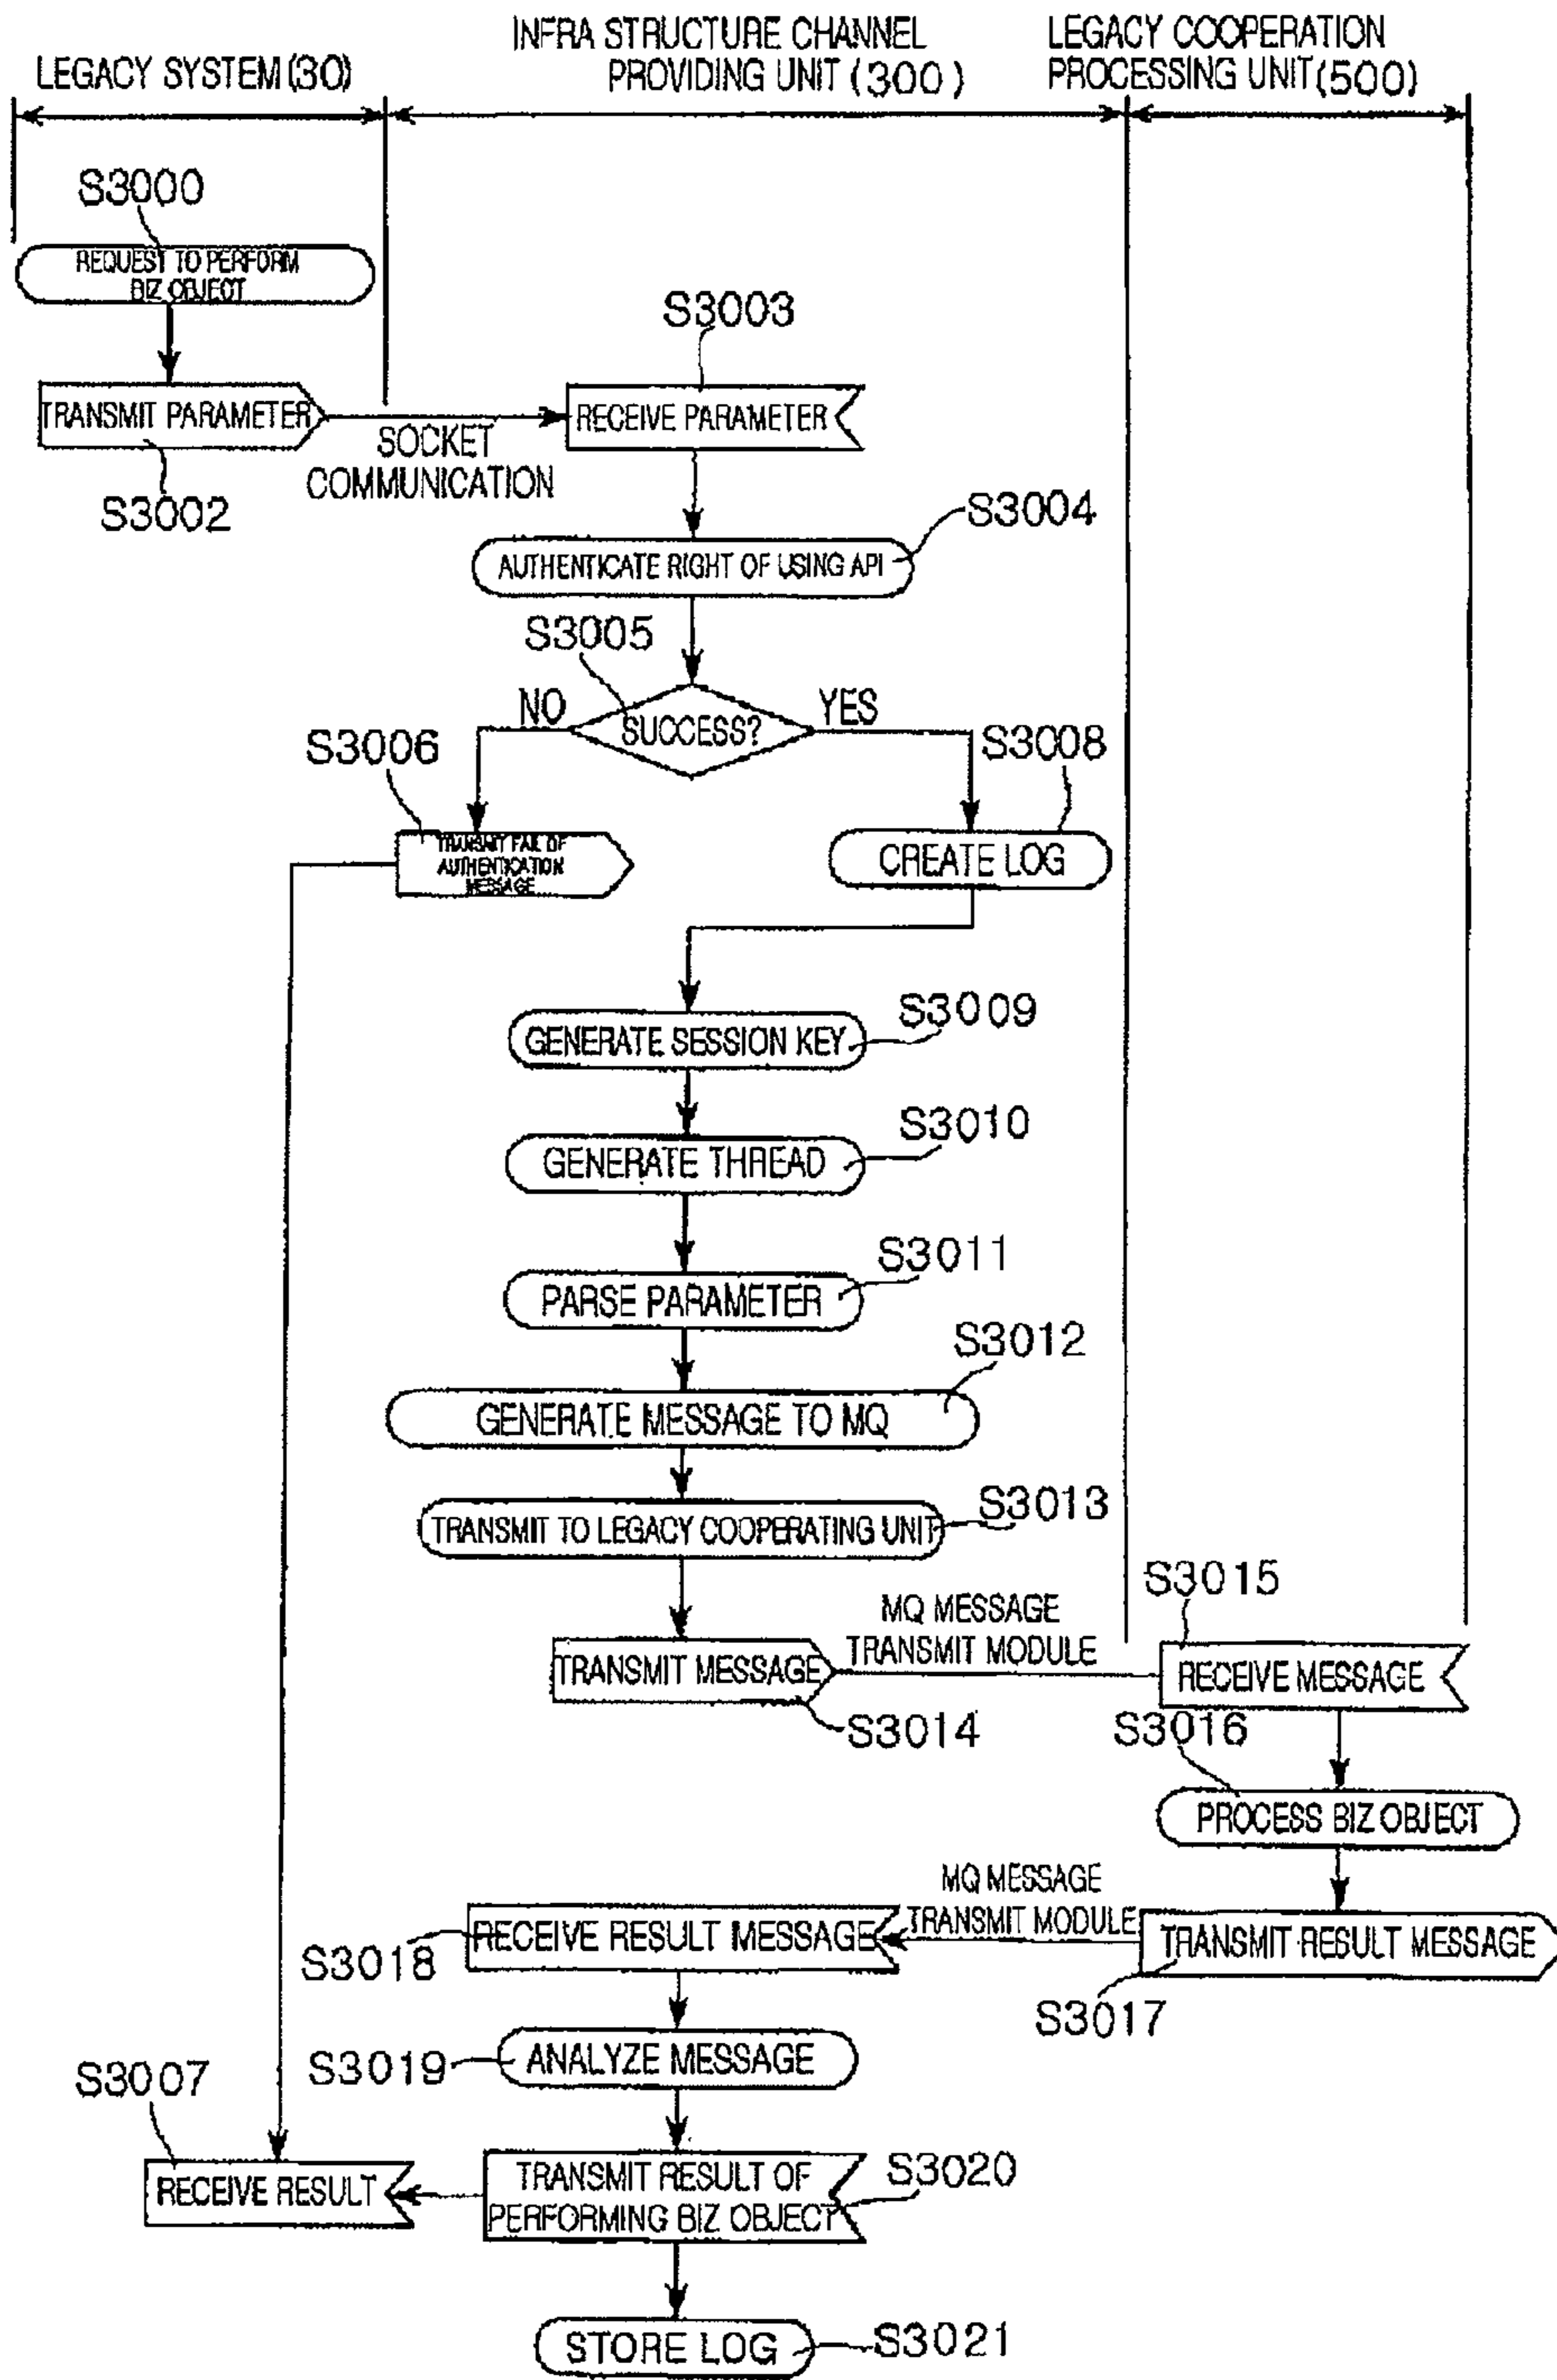 LEGACY SYSTEM(30)
INFRA STRUCTURE CHANNEL
PROVIDING UNIT(300)
LEGACY COOPERATION
PROCESSING UNIT(500)
S3000
REQUEST TO PERFORM
BIZ OBJECT
S3003
TRANSMIT PARAMETER
RECEIVE PARAMETER
SOCKET
COMMUNICATION
S3002
S3004
AUTHENTICATE RIGHT OF USING API
S3005
NO
YES
SUCCESS?
S3006
S3008
TRANSMIT FAIL OF
AUTHENTICATION
MESSAGE
CREATE LOG
S3009
GENERATE SESSION KEY
S3010
GENERATE THREAD
S3011
PARSE PARAMETER
S3012
GENERATE MESSAGE TO MQ
S3013
TRANSMIT TO LEGACY COOPERATING UNIT
S3015
MQ MESSAGE
TRANSMIT MODULE
TRANSMIT MESSAGE
RECEIVE MESSAGE
S3014
S3016
PROCESS BIZ OBJECT
MQ MESSAGE
TRANSMIT MODULE
RECEIVE RESULT MESSAGE
TRANSMIT RESULT MESSAGE
S3018
S3017
S3019
ANALYZE MESSAGE
S3007
RECEIVE RESULT
TRANSMIT RESULT OF
PERFORMING BIZ OBJECT
S3020
STORE LOG
S3021